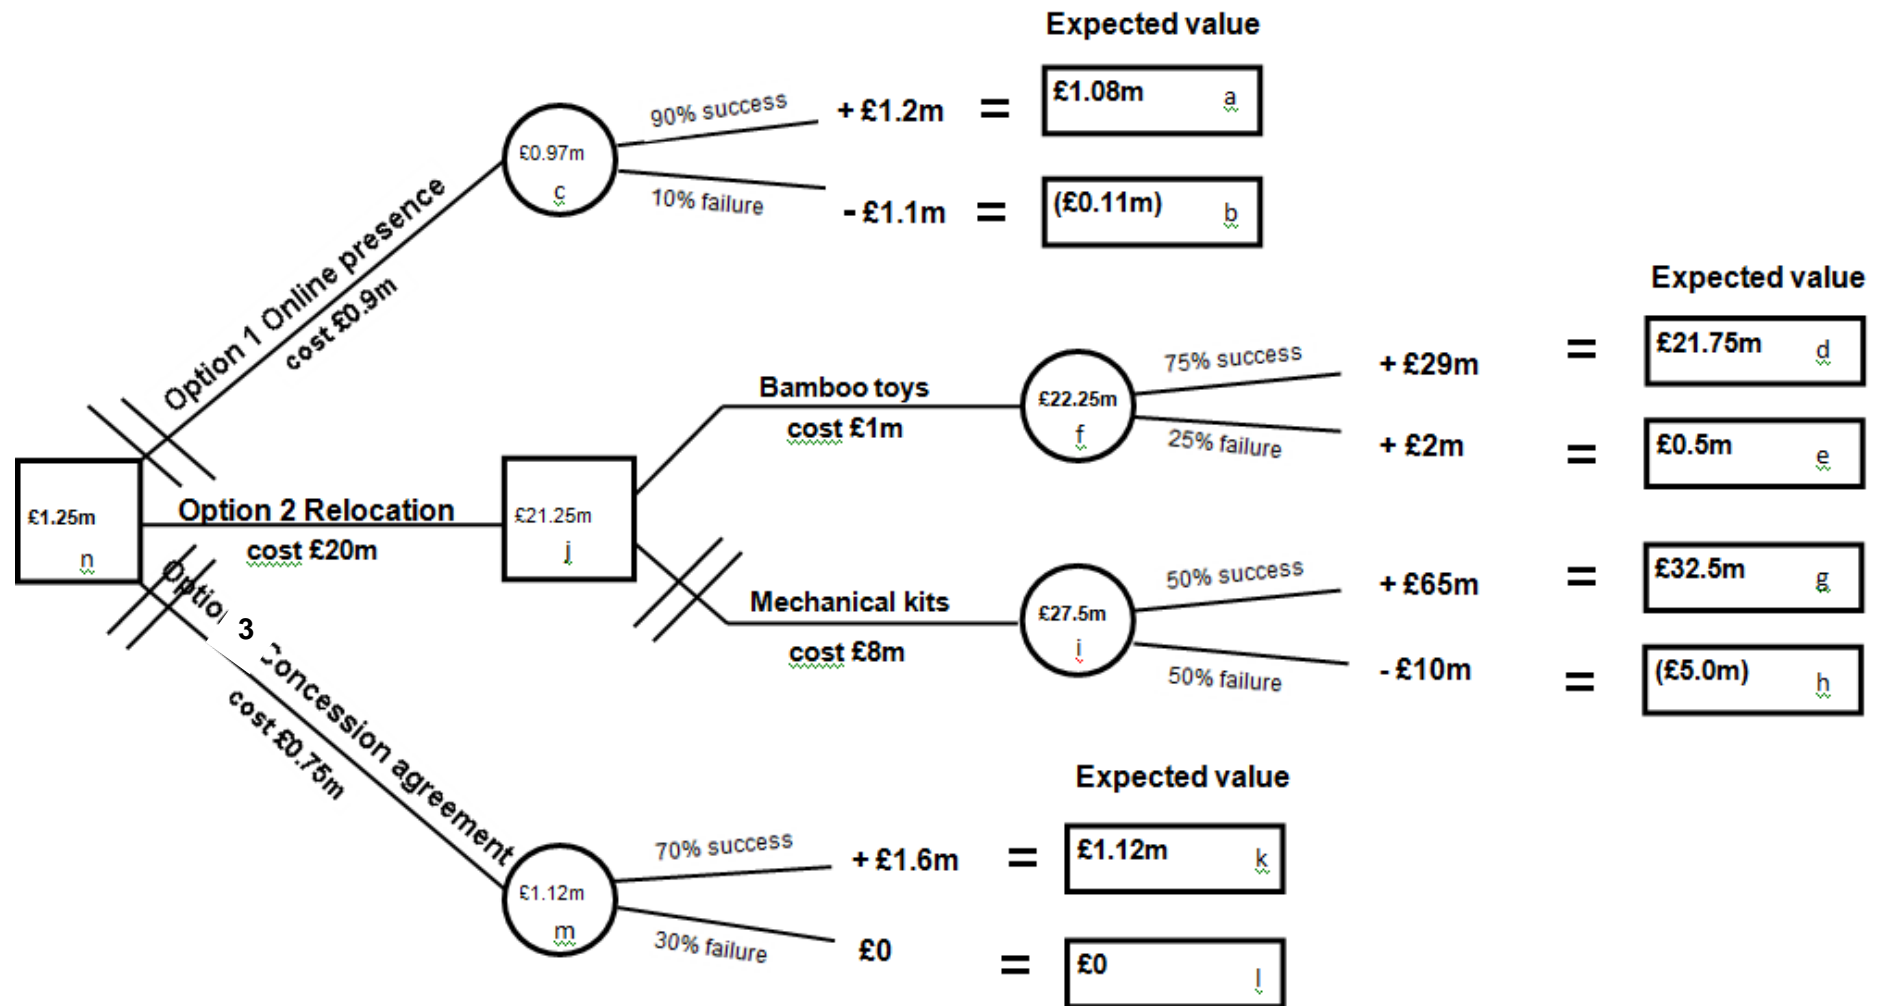 Expected value
90% success
+ £1.2m
=
£1.08m
a
£0.97m
c
10% failure
- £1.1m
=
(£0.11m)
b
Option 1 Online presence
cost £0.9m
Expected value
75% success
+ £29m
=
£21.75m
d
Bamboo toys
cost £1m
£22.25m
f
25% failure
+ £2m
=
£0.5m
e
£1.25m
n
Option 2 Relocation
cost £20m
£21.25m
j
Mechanical kits
cost £8m
£27.5m
i
50% success
+ £65m
=
£32.5m
g
50% failure
- £10m
=
(£5.0m)
h
Option 3 Concession agreement
cost £0.75m
Expected value
£1.12m
m
70% success
+ £1.6m
=
£1.12m
k
30% failure
£0
=
£0
l